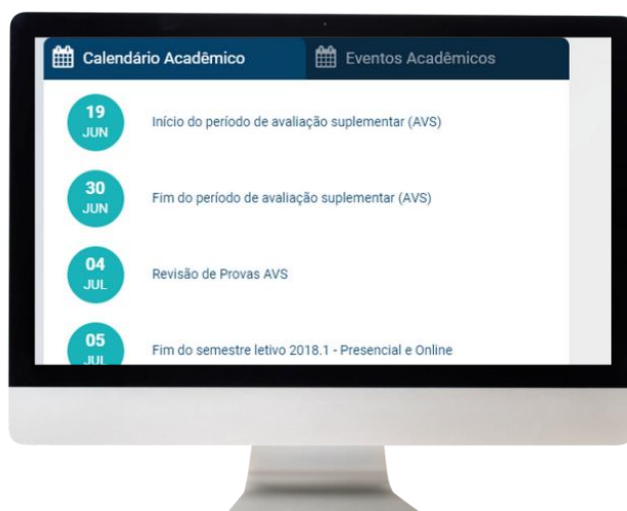 Calendário Acadêmico
Eventos Acadêmicos
19
JUN
Início do período de avaliação suplementar (AVS)
30
JUN
Fim do período de avaliação suplementar (AVS)
04
JUL
Revisão de Provas AVS
05
JUL
Fim do semestre letivo 2018.1 - Presencial e Online